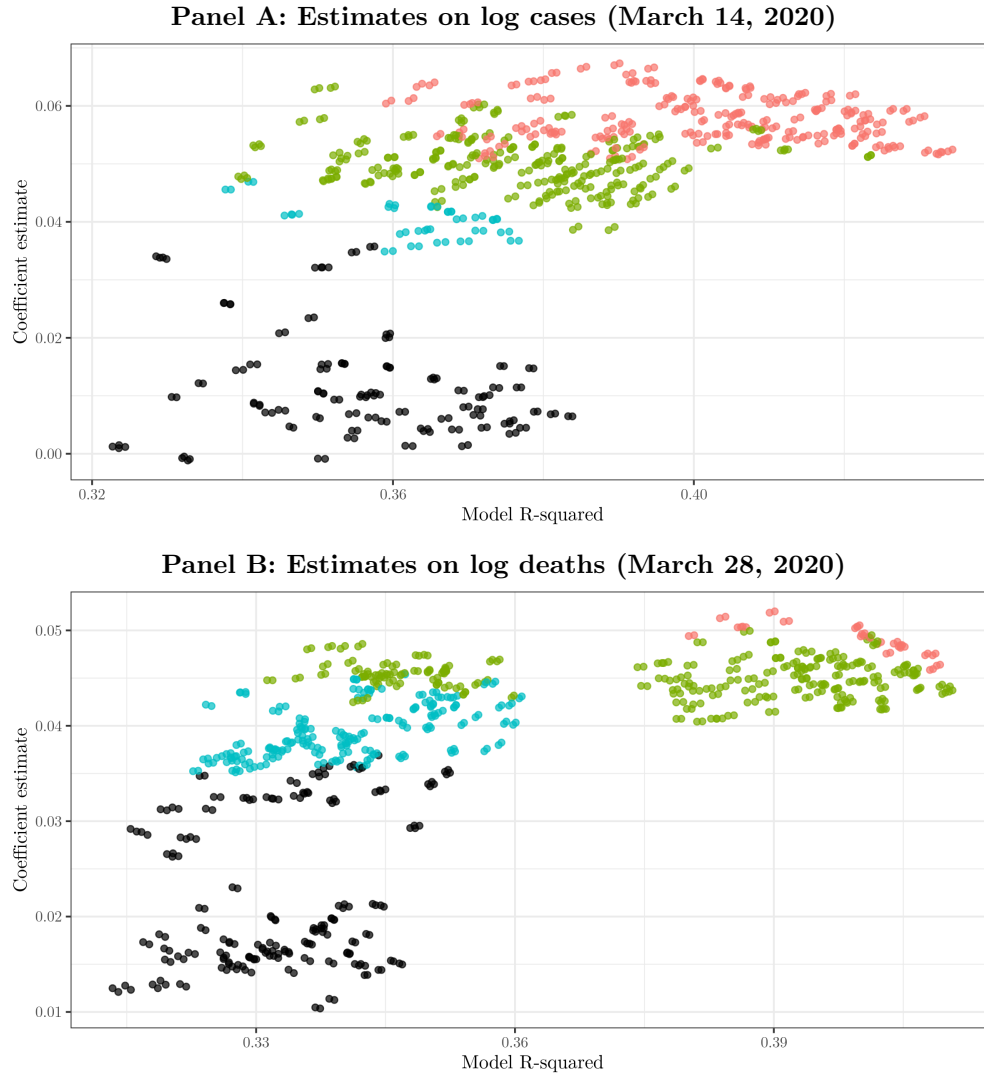 Panel A: Estimates on log cases (March 14, 2020)
0.06
0.04
0.02
0.00
Coefficient estimate
0.32
0.36
0.40
Model R-squared
Panel B: Estimates on log deaths (March 28, 2020)
0.05
0.04
0.03
0.02
0.01
Coefficient estimate
0.33
0.36
0.39
Model R-squared